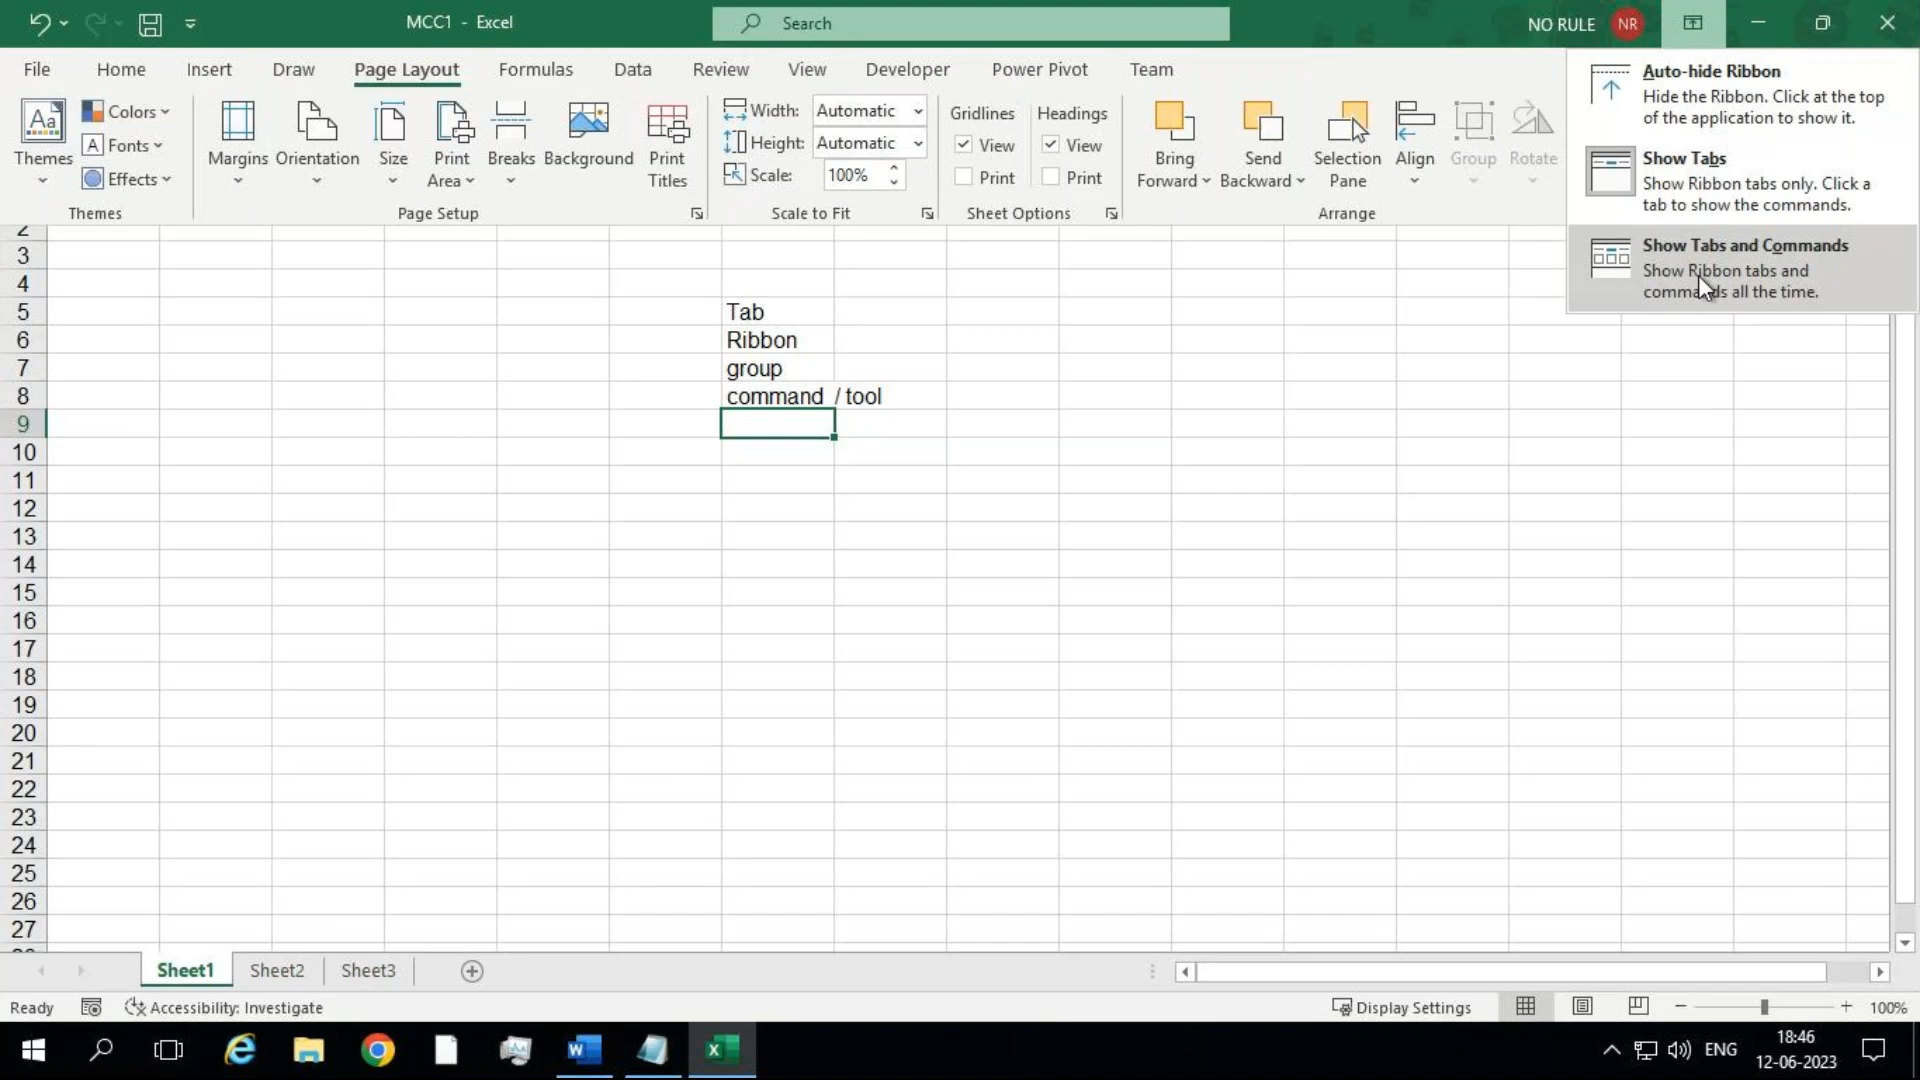 MCC1 - Excel
Search
NO RULE NR
File Home Insert Draw Page Layout Formulas Data Review View Developer Power Pivot Team
Aa Themes
Colors
Fonts
Effects
Themes
Margins Orientation Size Print Area Breaks Background Print Titles
Page Setup
Width: Automatic
Height: Automatic
Scale: 100%
Scale to Fit
Gridlines Headings
View View
Print Print
Sheet Options
Bring Forward Send Backward Selection Pane Align Group Rotate
Arrange
Auto-hide Ribbon
Hide the Ribbon. Click at the top
of the application to show it.
Show Tabs
Show Ribbon tabs only. Click a
tab to show the commands.
Show Tabs and Commands
Show Ribbon tabs and
commands all the time.
2
3
4
5 Tab
6 Ribbon
7 group
8 command / tool
9
10
11
12
13
14
15
16
17
18
19
20
21
22
23
24
25
26
27
Sheet1 Sheet2 Sheet3
Ready Accessibility: Investigate Display Settings 100%
ENG 18:46
12-06-2023